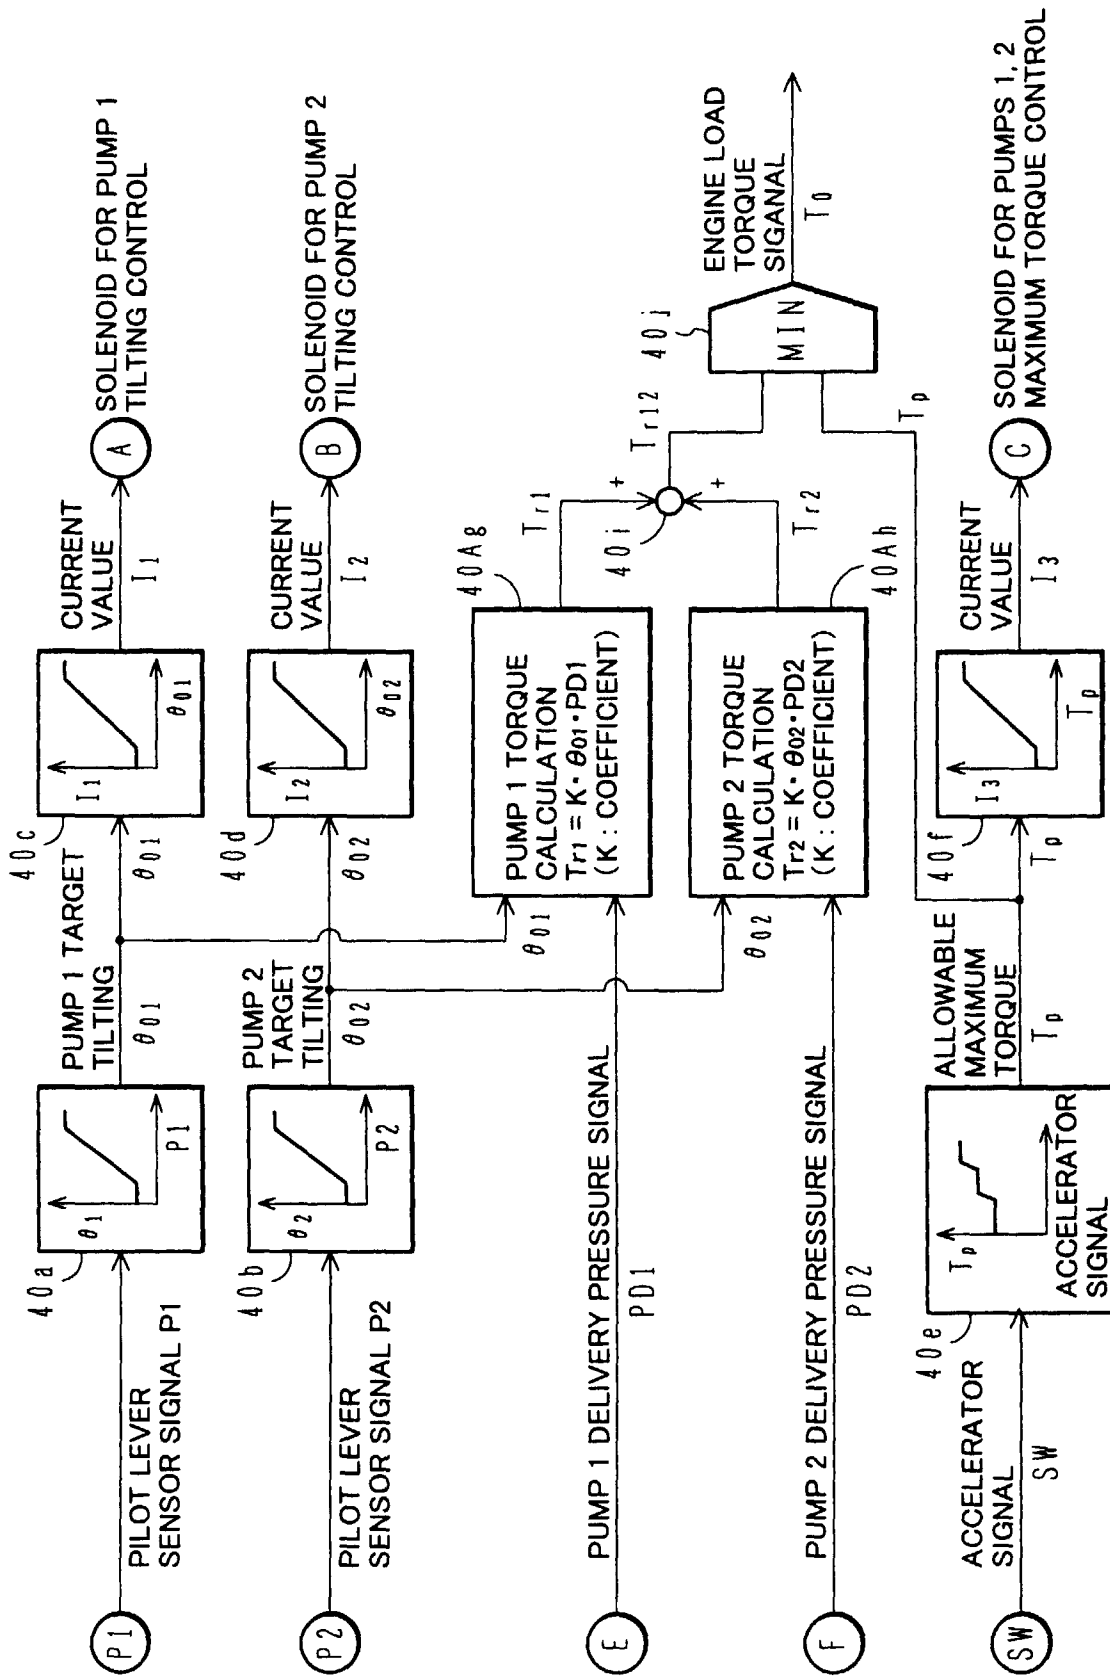 P1
PILOT LEVER
SENSOR SIGNAL P1
40a
θ1
P1
PUMP 1 TARGET
TILTING
θ01
40c
θ01
I1
θ01
CURRENT
VALUE
I1
A
SOLENOID FOR PUMP 1
TILTING CONTROL
P2
PILOT LEVER
SENSOR SIGNAL P2
40b
θ2
P2
PUMP 2
TARGET
TILTING
θ02
40d
θ02
I2
θ02
CURRENT
VALUE
I2
B
SOLENOID FOR PUMP 2
TILTING CONTROL
E
PUMP 1 DELIVERY PRESSURE SIGNAL
PD1
θ01
40Ag
PUMP 1 TORQUE
CALCULATION
Tr1 = K· θ01·PD1
(K : COEFFICIENT)
Tr1
+
40i
+
Tr12
F
PUMP 2 DELIVERY PRESSURE SIGNAL
PD2
θ02
PUMP 2 TORQUE
CALCULATION
Tr2 = K· θ02·PD2
(K : COEFFICIENT)
40Ah
Tr2
Tp
40j
MIN
ENGINE LOAD
TORQUE
SIGANAL
T0
SW
ACCELERATOR
SIGNAL
SW
40e
Tp
ACCELERATOR
SIGNAL
ALLOWABLE
MAXIMUM
TORQUE
Tp
40f
Tp
I3
Tp
CURRENT
VALUE
I3
C
SOLENOID FOR PUMPS 1, 2
MAXIMUM TORQUE CONTROL